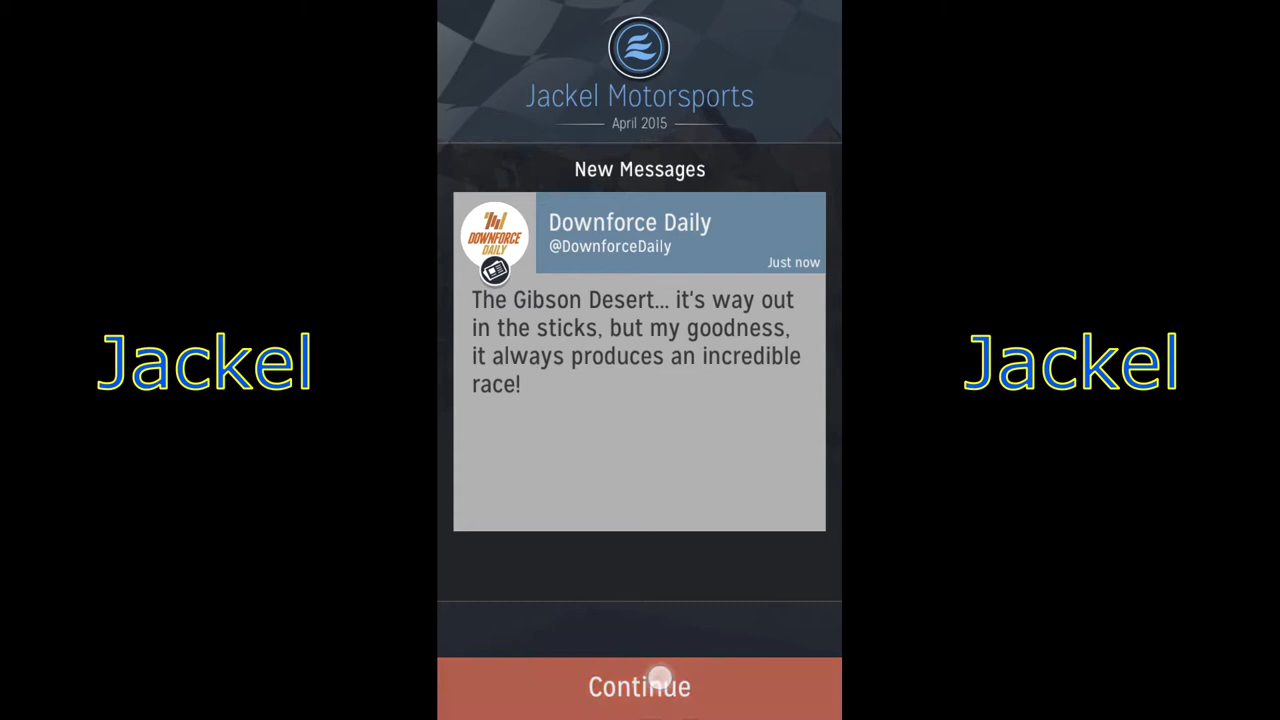 Jackel Motorsports
April 2015
New Messages
DOWNFORCE
DAILY
Downforce Daily
@DownforceDaily
Just now
The Gibson Desert... it's way out
in the sticks, but my goodness,
it always produces an incredible
race!
Jackel
Jackel
Continue